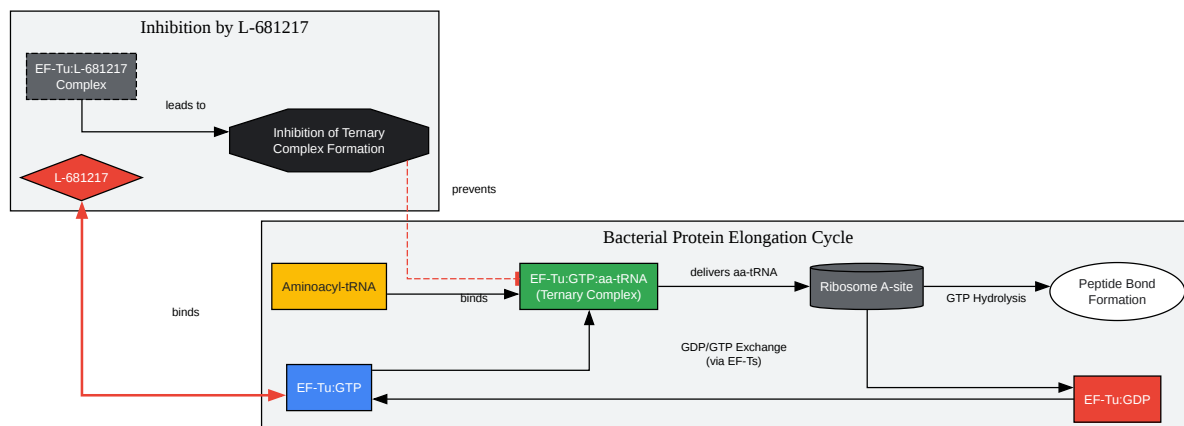 Inhibition by L-681217
EF-Tu:L-681217
Complex
leads to
Inhibition of Ternary
Complex Formation
L-681217
prevents
Bacterial Protein Elongation Cycle
Aminoacyl-tRNA
binds
EF-Tu:GTP:aa-tRNA
(Ternary Complex)
delivers aa-tRNA
Ribosome A-site
GTP Hydrolysis
Peptide Bond
Formation
binds
GDP/GTP Exchange
(via EF-Ts)
EF-Tu:GTP
EF-Tu:GDP